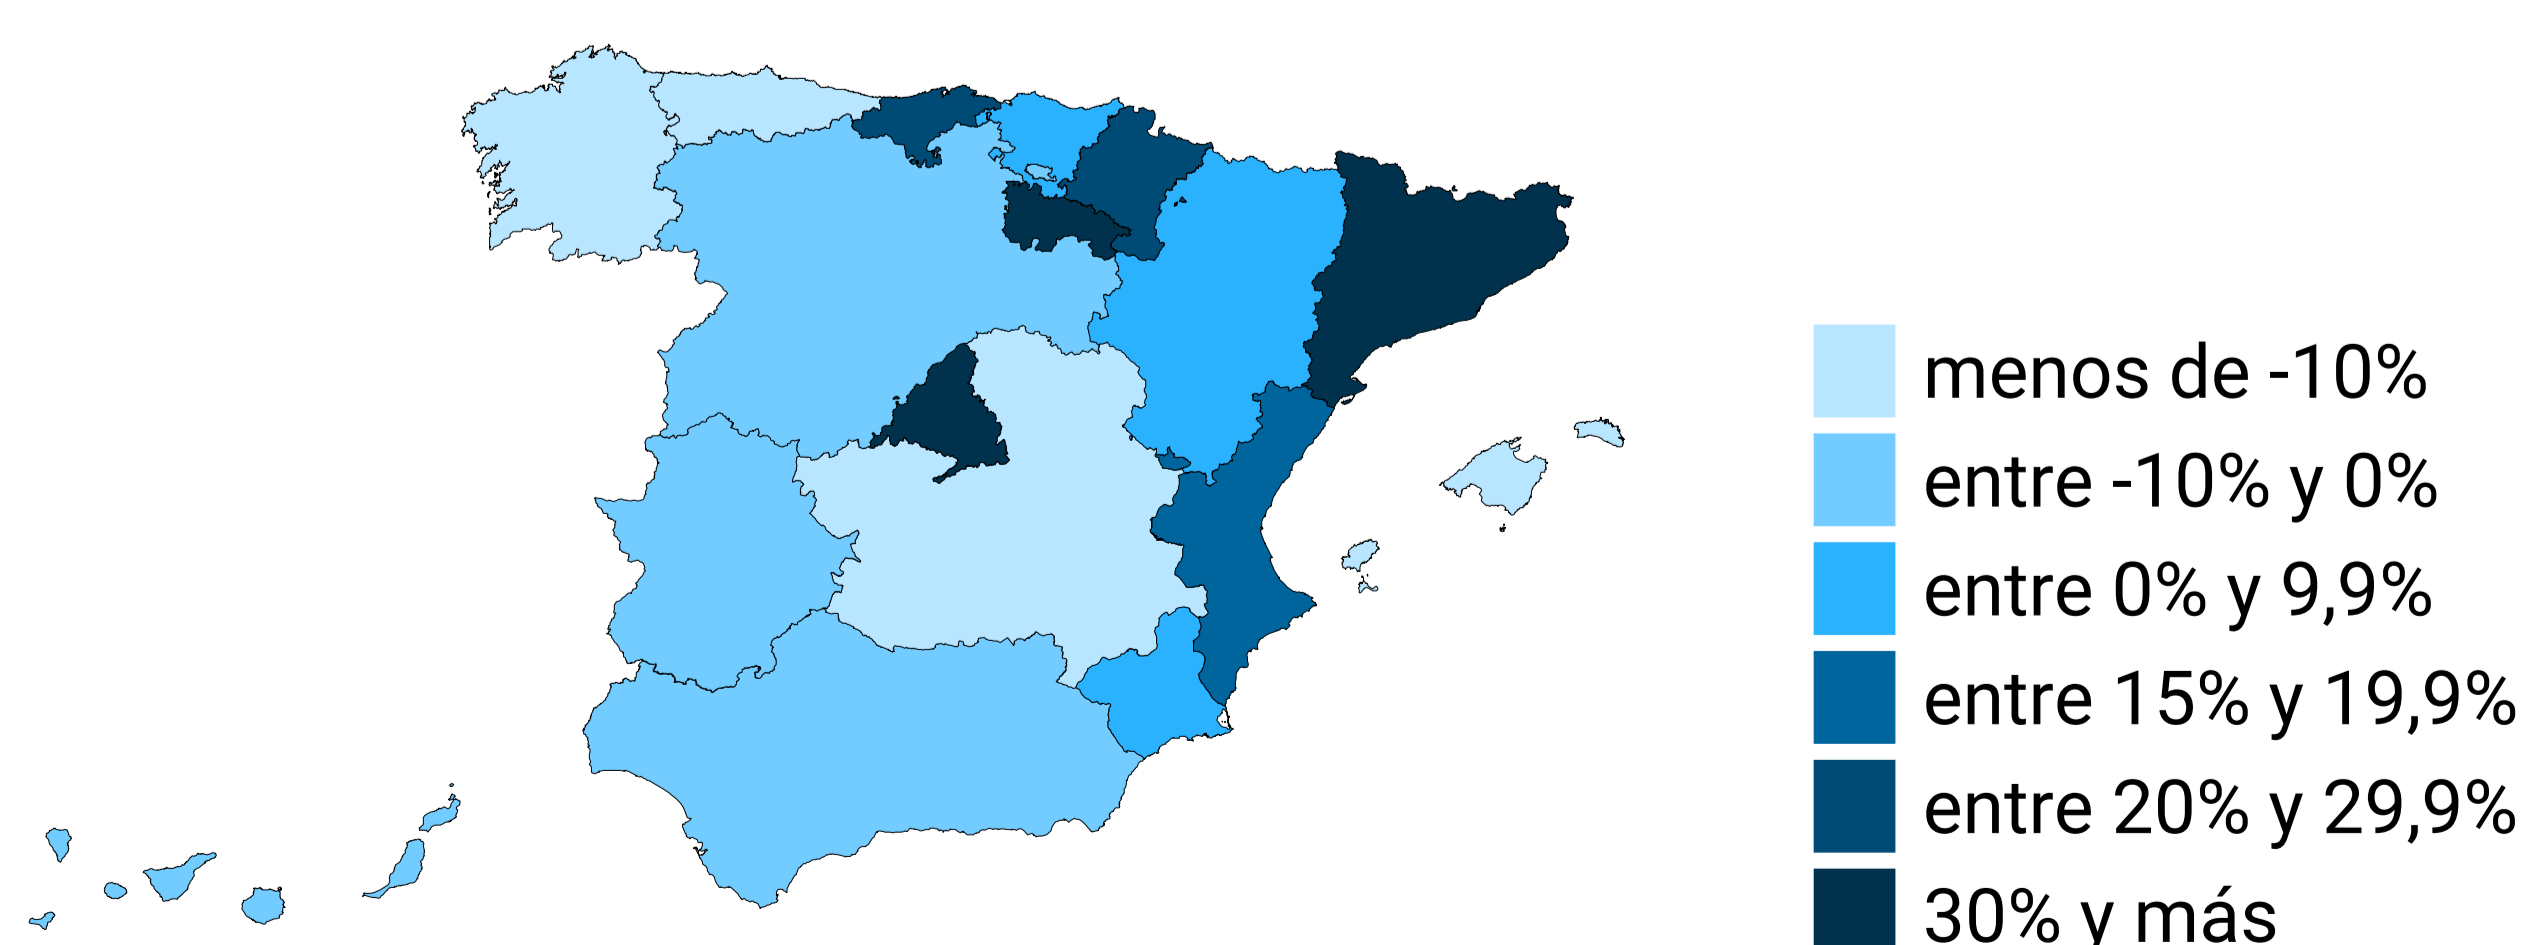 menos de -10%
entre -10% y 0%
entre 0% y 9,9%
entre 15% y 19,9%
entre 20% y 29,9%
30% y más